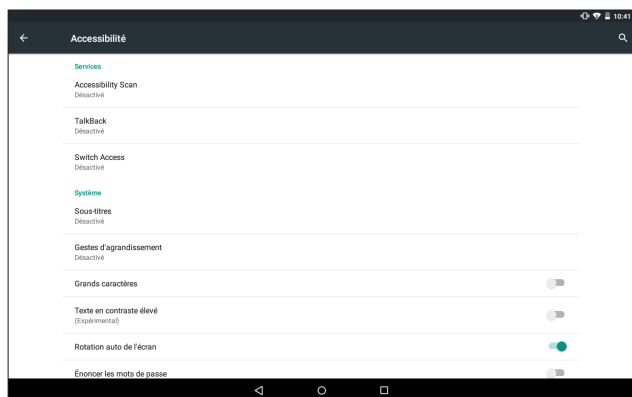 10:41
Accessibilité
Services
Accessibility Scan
Désactivé
TalkBack
Désactivé
Switch Access
Désactivé
Système
Sous-titres
Désactivé
Gestes d'agrandissement
Désactivé
Grands caractères
Texte en contraste élevé
(Expérimental)
Rotation auto de l'écran
Énoncer les mots de passe